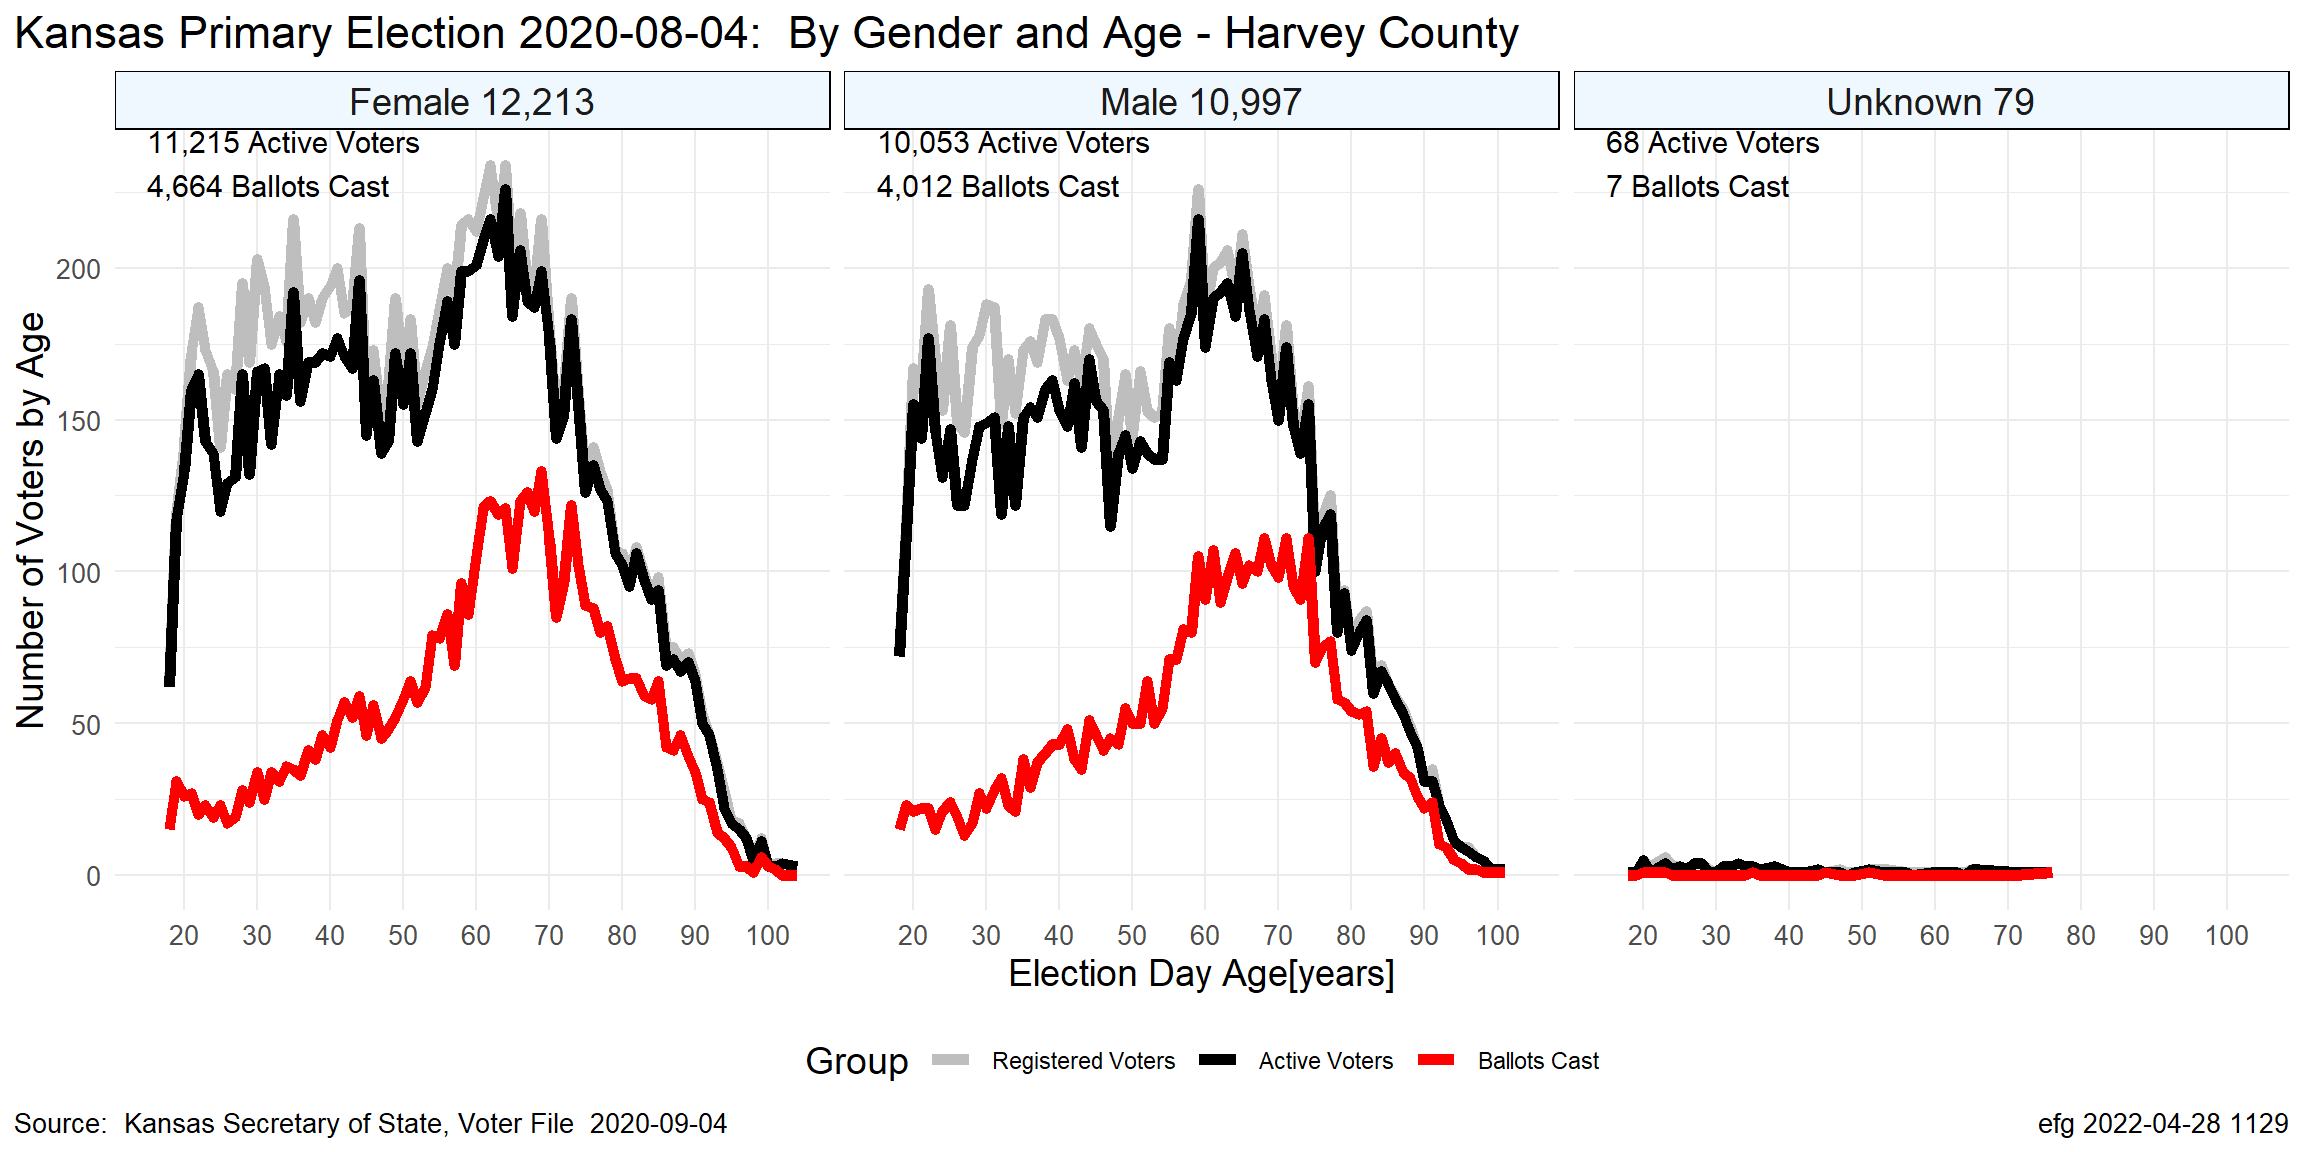 Kansas Primary Election 2020-08-04:  By Gender and Age - Harvey County
Female 12,213
Male 10,997
Unknown 79
11,215 Active Voters
4,664 Ballots Cast
10,053 Active Voters
4,012 Ballots Cast
68 Active Voters
7 Ballots Cast
Number of Voters by Age
200
150
100
50
0
20 30 40 50 60 70 80 90 100
20 30 40 50 60 70 80 90 100
20 30 40 50 60 70 80 90 100
Election Day Age[years]
Group Registered Voters Active Voters Ballots Cast
Source:  Kansas Secretary of State, Voter File  2020-09-04
efg 2022-04-28 1129